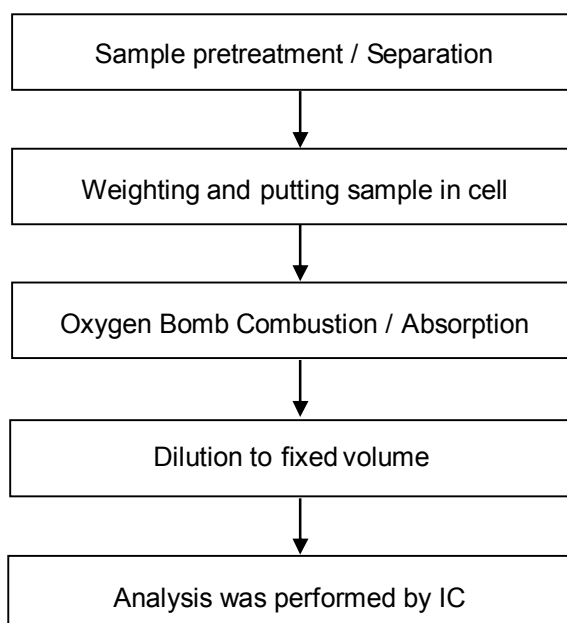 Sample pretreatment / Separation
Weighting and putting sample in cell
Oxygen Bomb Combustion / Absorption
Dilution to fixed volume
Analysis was performed by IC